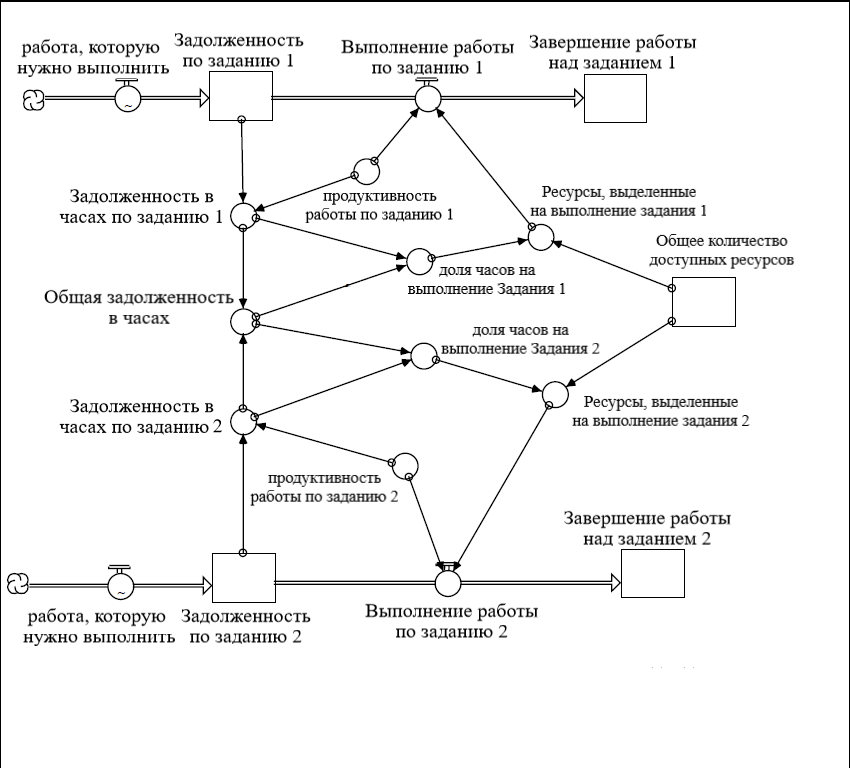 работа, которую
нужно выполнить
Задолженность
по заданию 1
Выполнение работы
по заданию 1
Завершение работы
над заданием 1
~
Задолженность в
часах по заданию 1
продуктивность
работы по заданию 1
Ресурсы, выделенные
на выполнение задания 1
Общее количество
доступных ресурсов
доля часов на
выполнение Задания 1
Общая задолженность
в часах
доля часов на
выполнение Задания 2
Задолженность в
часах по заданию 2
Ресурсы, выделенные
на выполнение задания 2
продуктивность
работы по заданию 2
Завершение работы
над заданием 2
~
работа, которую
нужно выполнить
Задолженность
по заданию 2
Выполнение работы
по заданию 2